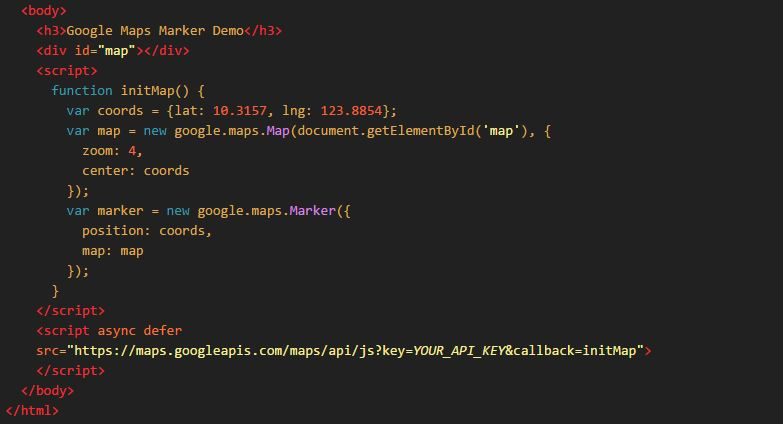 <body>
<h3>Google Maps Marker Demo</h3>
<div id="map"></div>
<script>
function initMap() {
var coords = {lat: 10.3157, lng: 123.8854};
var map = new google.maps.Map(document.getElementById('map'), {
zoom: 4,
center: coords
});
var marker = new google.maps.Marker({
position: coords,
map: map
});
}
</script>
<script async defer
src="https://maps.googleapis.com/maps/api/js?key=YOUR_API_KEY&callback=initMap">
</script>
</body>
</html>